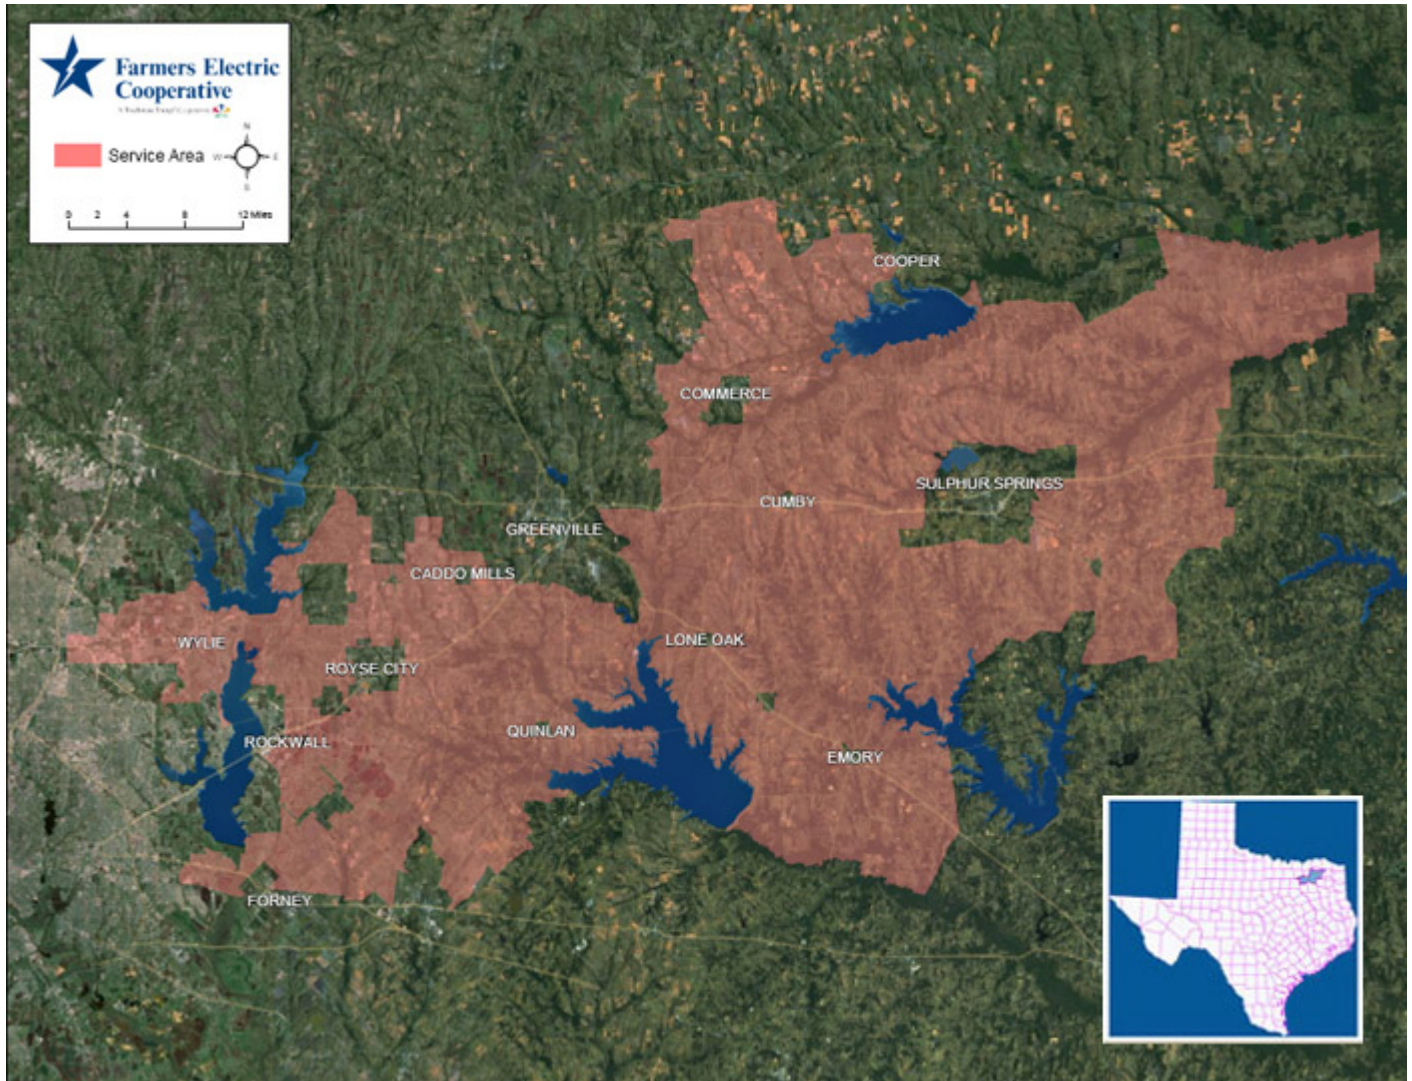 Farmers Electric
Cooperative
Service Area
N
W
E
S
0 2 4 8 12 Miles
COOPER
COMMERCE
SULPHUR SPRINGS
CUMBY
GREENVILLE
CADDO MILLS
WYLIE
LONE OAK
ROYSE CITY
QUINLAN
ROCKWALL
EMORY
FORNEY